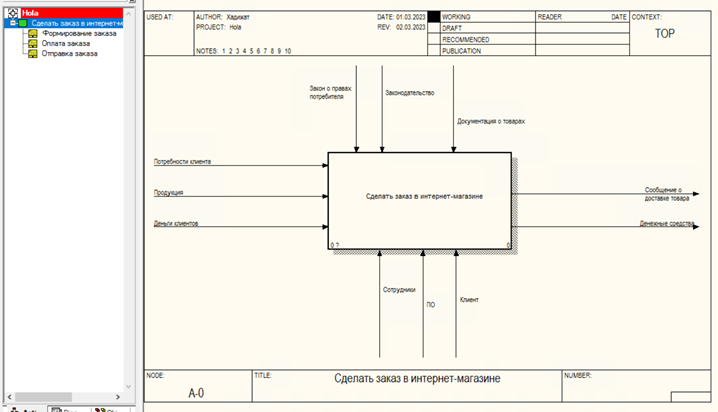 Hola
Сделать заказ в интернет-м
Формирование заказа
Оплата заказа
Отправка заказа
USED AT:
AUTHOR: Хадижат
DATE: 01.03.2023
PROJECT: Hola
REV: 02.03.2023
NOTES: 1 2 3 4 5 6 7 8 9 10
WORKING
DRAFT
RECOMMENDED
PUBLICATION
READER
DATE
CONTEXT:
TOP
Закон о правах
потребителя
Законодательство
Документация о товарах
Потребности клиента
Продукция
Деньги клиентов
Сделать заказ в интернет-магазине
0 ?
0
Сообщение о
доставке товара
Денежные средства
Сотрудники
ПО
Клиент
NODE:
A-0
TITLE:
Сделать заказ в интернет-магазине
NUMBER: